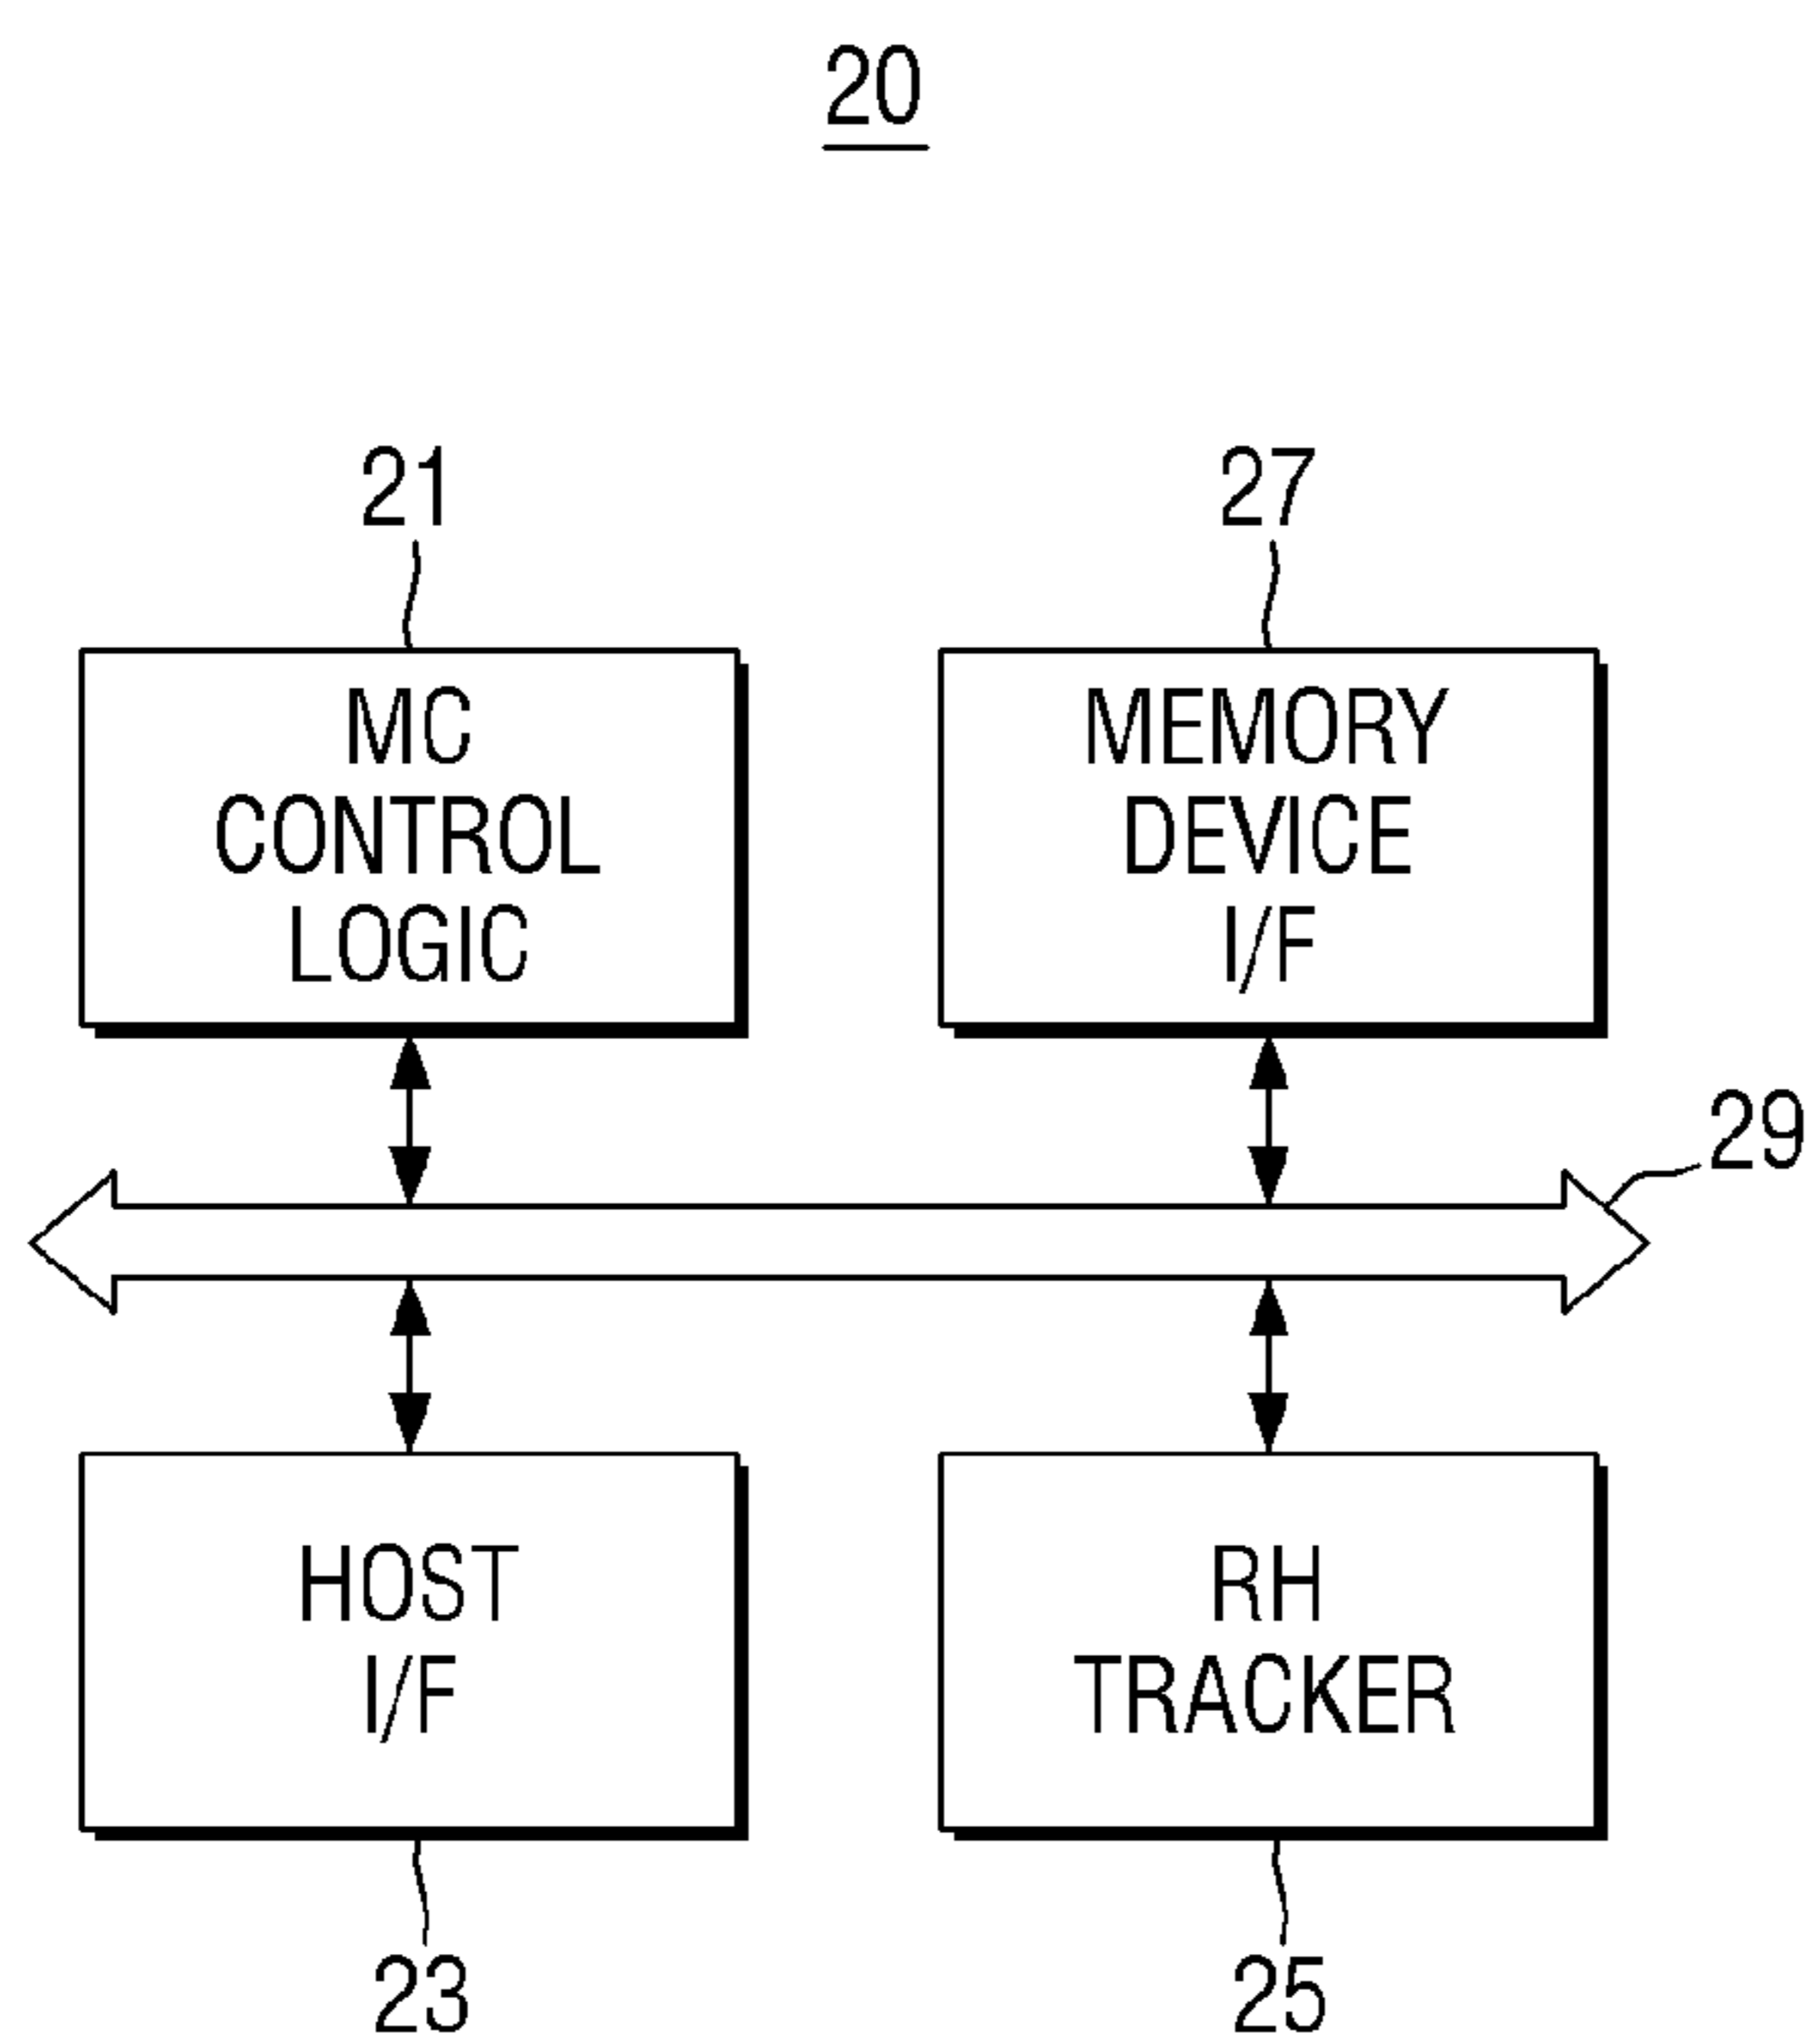 20
21
27
MC
CONTROL
LOGIC
MEMORY
DEVICE
I/F
29
HOST
I/F
RH
TRACKER
23
25